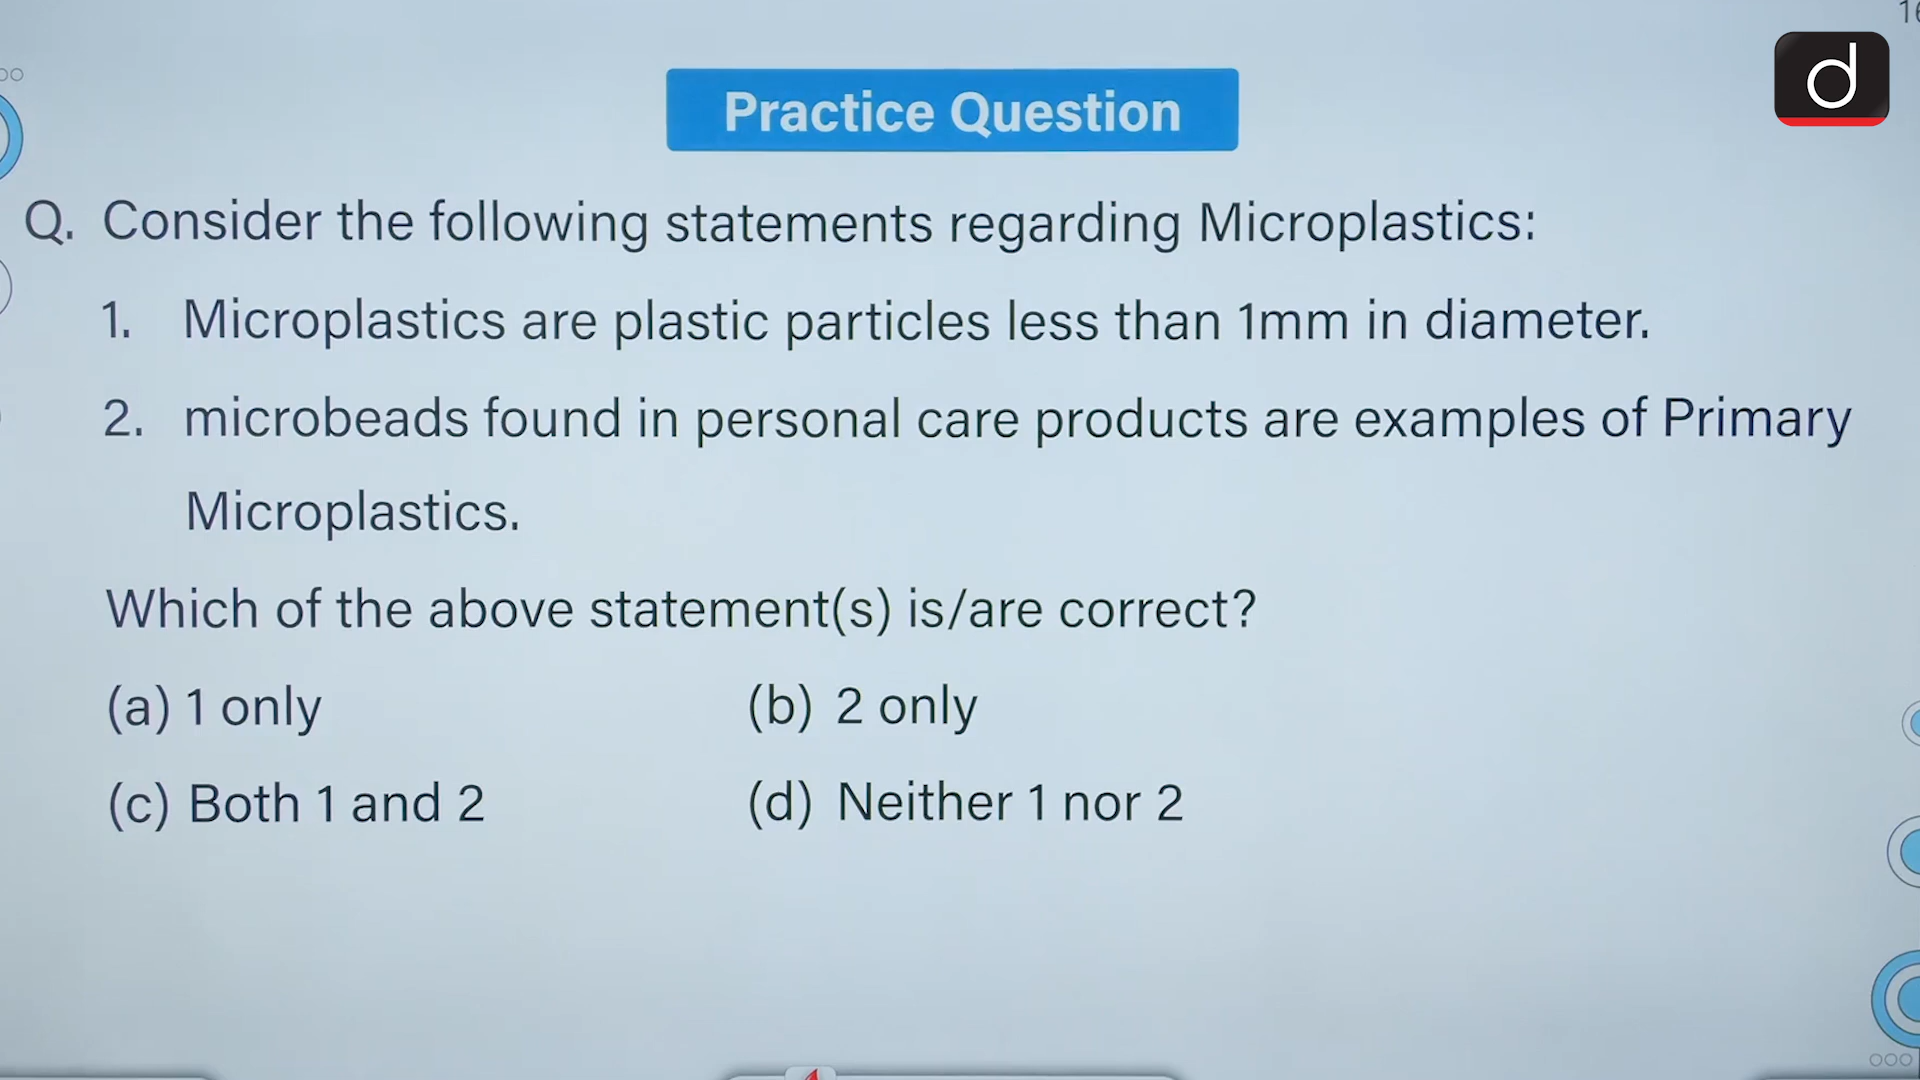 Practice Question
Q. Consider the following statements regarding Microplastics:
1. Microplastics are plastic particles less than 1mm in diameter.
2. microbeads found in personal care products are examples of Primary
Microplastics.
Which of the above statement(s) is/are correct?
(a) 1 only (b) 2 only
(c) Both 1 and 2 (d) Neither 1 nor 2